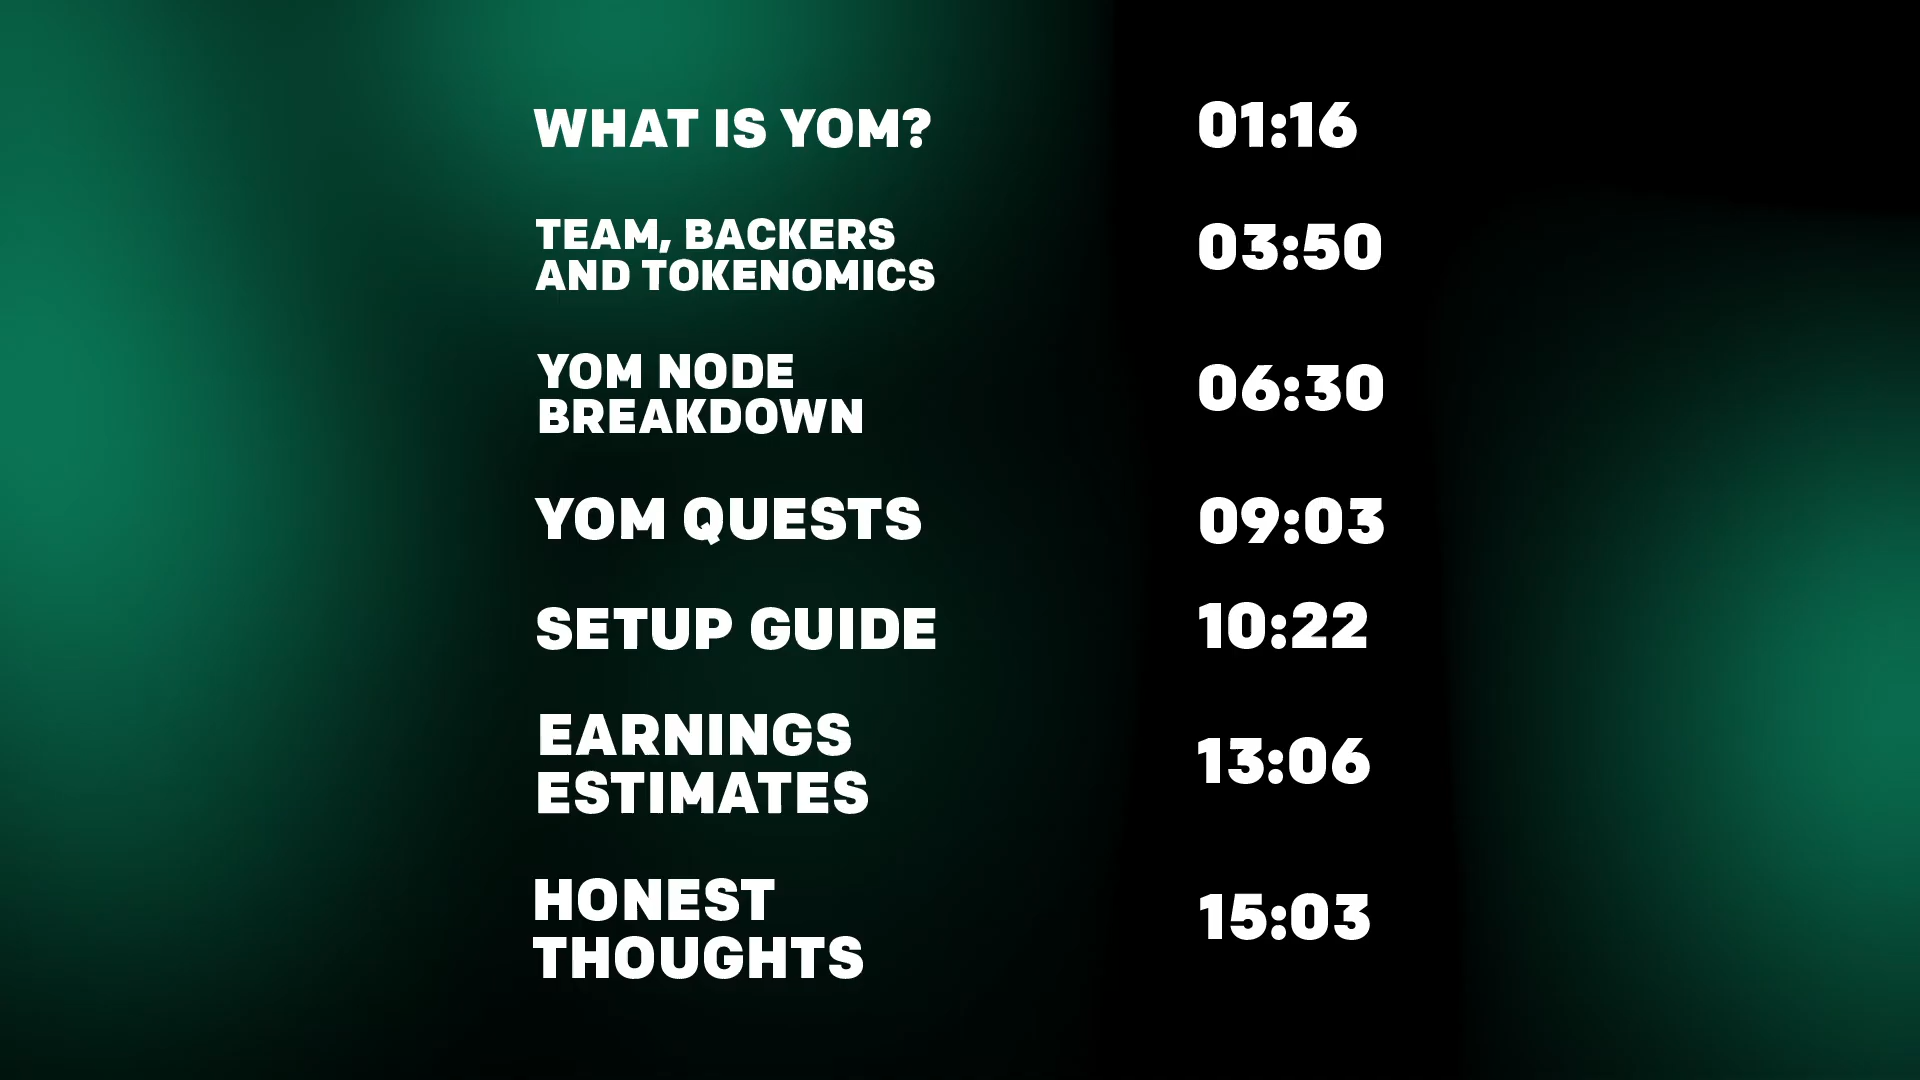 WHAT IS YOM? 01:16
TEAM, BACKERS
AND TOKENOMICS 03:50
YOM NODE
BREAKDOWN 06:30
YOM QUESTS 09:03
SETUP GUIDE 10:22
EARNINGS
ESTIMATES 13:06
HONEST
THOUGHTS 15:03